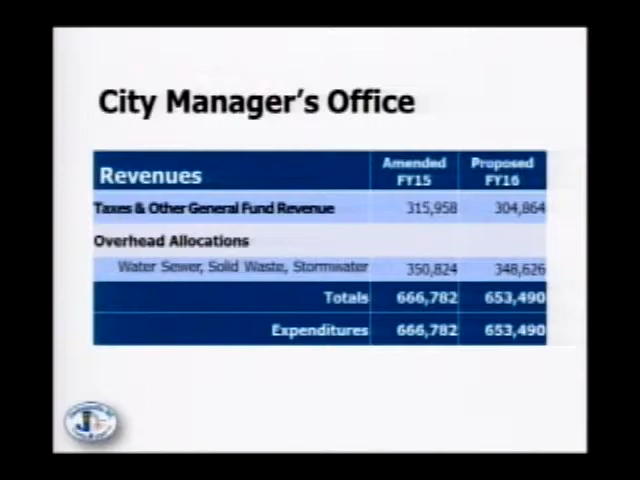 City Manager's Office
Revenues Amended FY15 Proposed FY16
Taxes & Other General Fund Revenue 315,958 304,864
Overhead Allocations
Water Sewer, Solid Waste, Stormwater 350,824 348,626
Totals 666,782 653,490
Expenditures 666,782 653,490